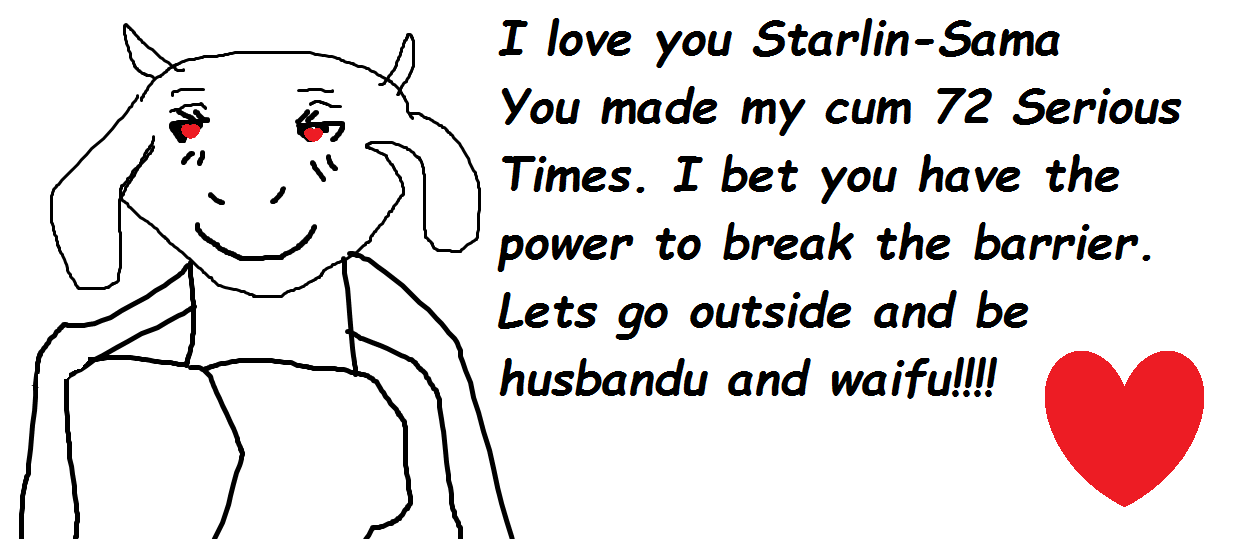 I love you Starlin-Sama
You made my cum 72 Serious
Times. I bet you have the
power to break the barrier.
Lets go outside and be
husbandu and waifu!!!!